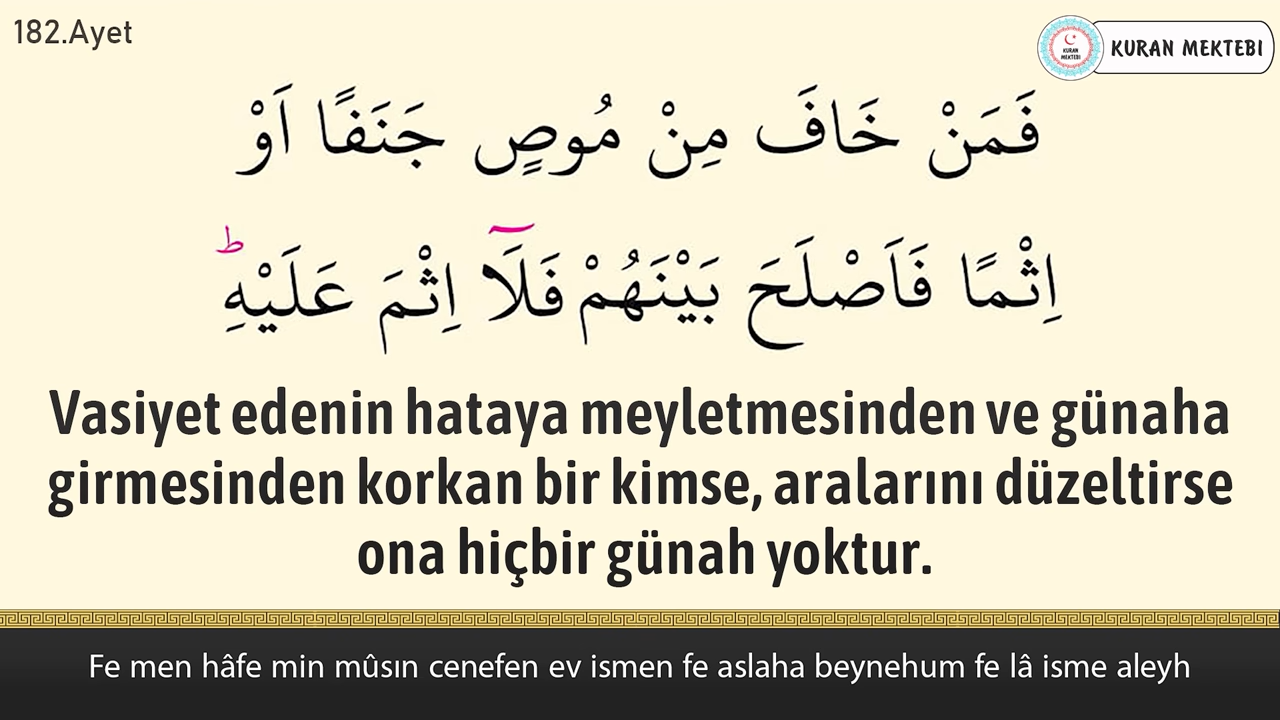 182.Ayet
KURAN MEKTEBİ
KURAN
MEKTEBİ
فَمَنْ خَافَ مِنْ مُوصٍ جَنَفًا اَوْ
اِثْمًا فَاَصْلَحَ بَيْنَهُمْ فَلَٓا اِثْمَ عَلَيْهِۜ
Vasiyet edenin hataya meyletmesinden ve günaha
girmesinden korkan bir kimse, aralarını düzeltirse
ona hiçbir günah yoktur.
Fe men hâfe min mûsın cenefen ev ismen fe aslaha beynehum fe lâ isme aleyh